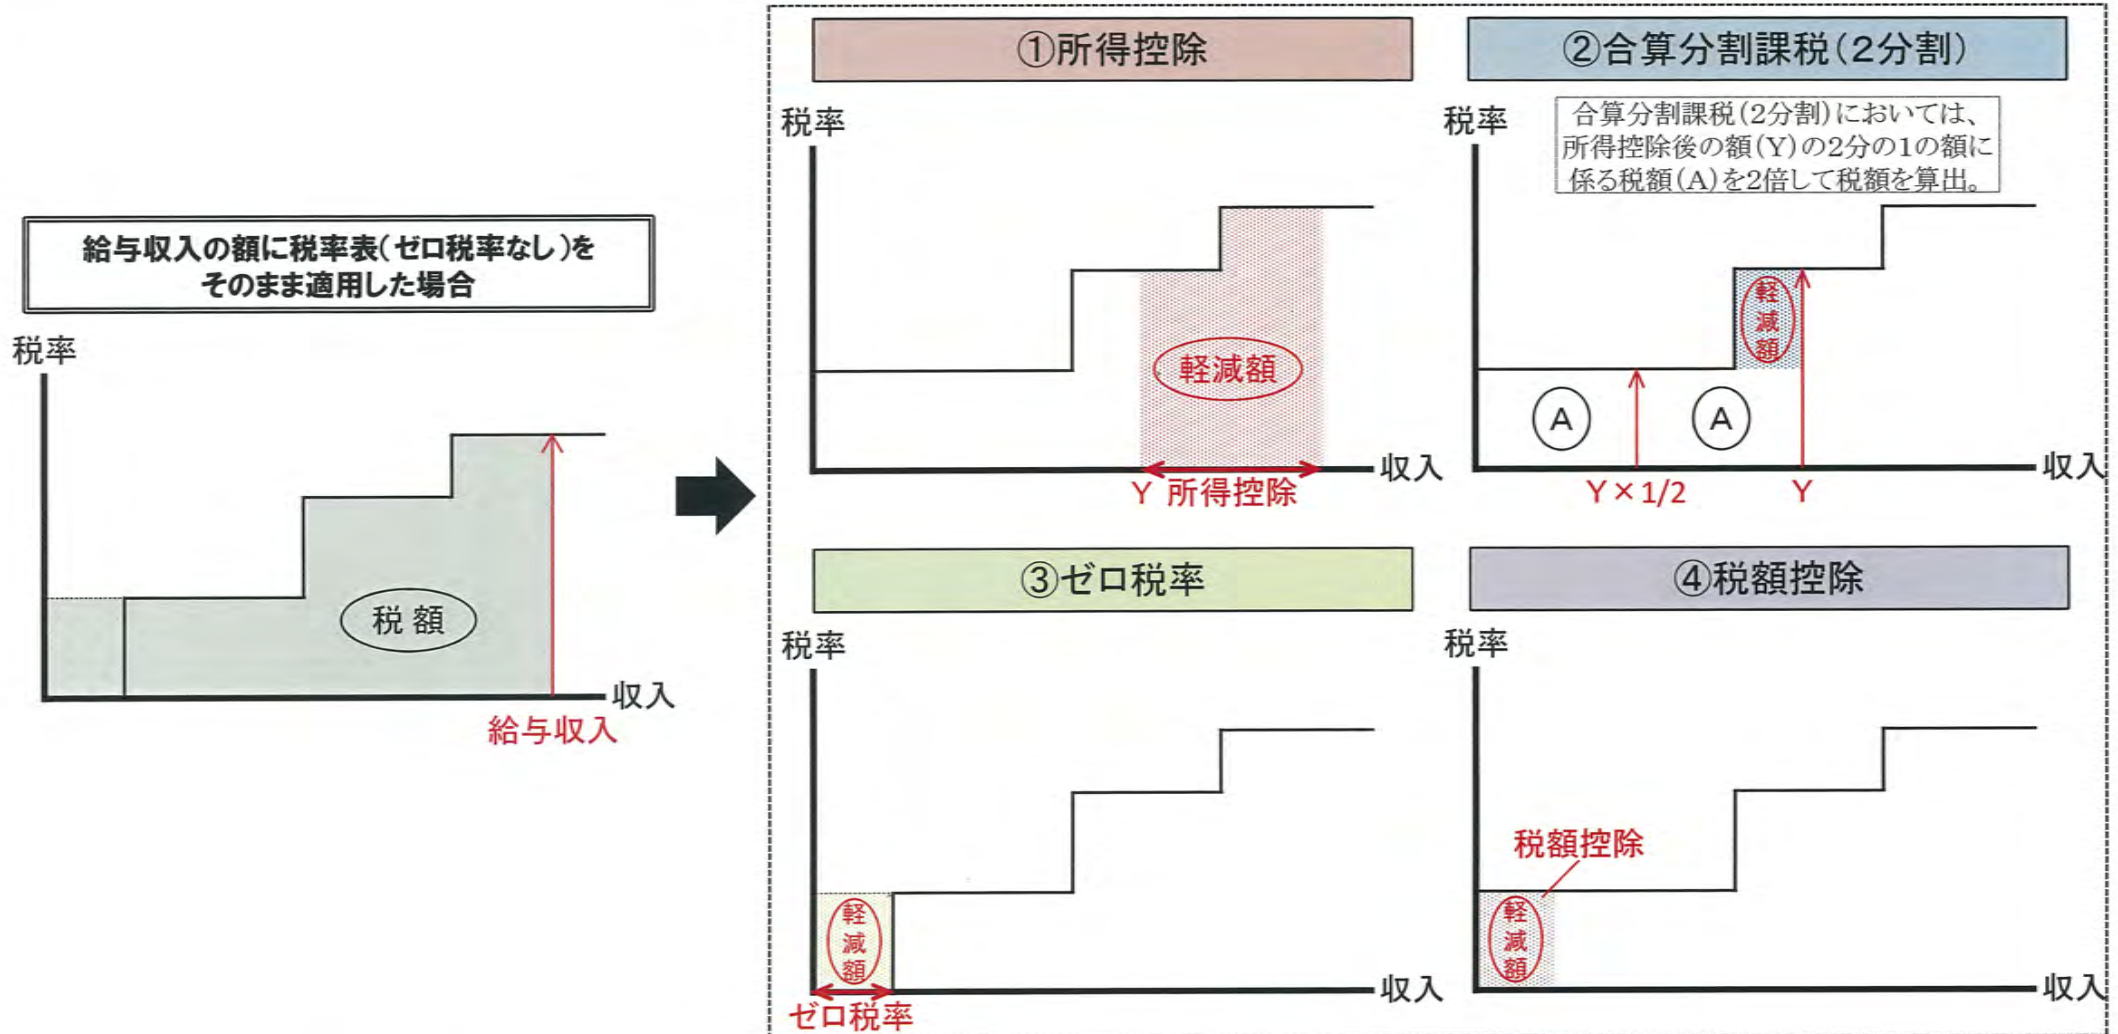 給与収入の額に税率表(ゼロ税率なし)を
そのまま適用した場合
税率
税額
収入
給与収入
①所得控除
税率
軽減額
収入
Y 所得控除
②合算分割課税(2分割)
税率
合算分割課税(2分割)においては、
所得控除後の額(Y)の2分の1の額に
係る税額(A)を2倍して税額を算出。
軽減額
A
A
収入
Y×1/2
Y
③ゼロ税率
税率
軽減額
収入
ゼロ税率
④税額控除
税率
税額控除
軽減額
収入